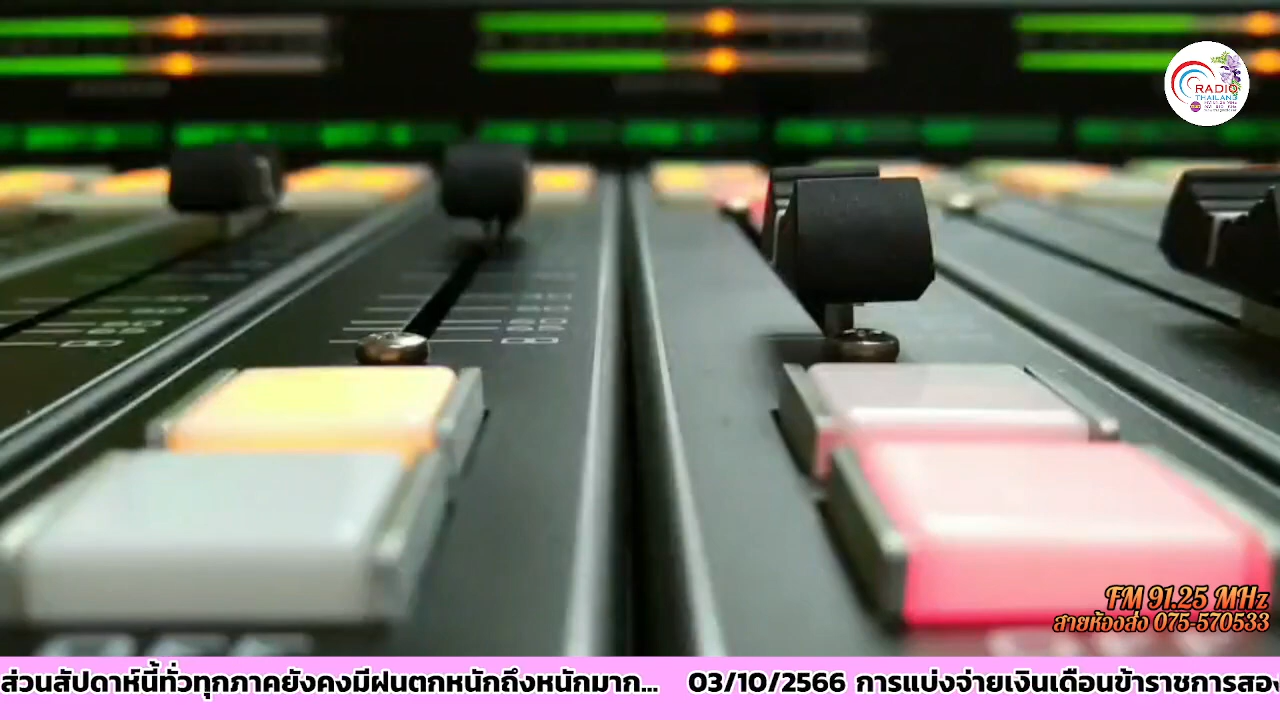 RADIO
THAILAND
FM 91.25 MHz
สายห้องส่ง 075-570533
ส่วนสัปดาห์นี้ทั่วทุกภาคยังคงมีฝนตกหนักถึงหนักมาก... 03/10/2566 การแบ่งจ่ายเงินเดือนข้าราชการสอง